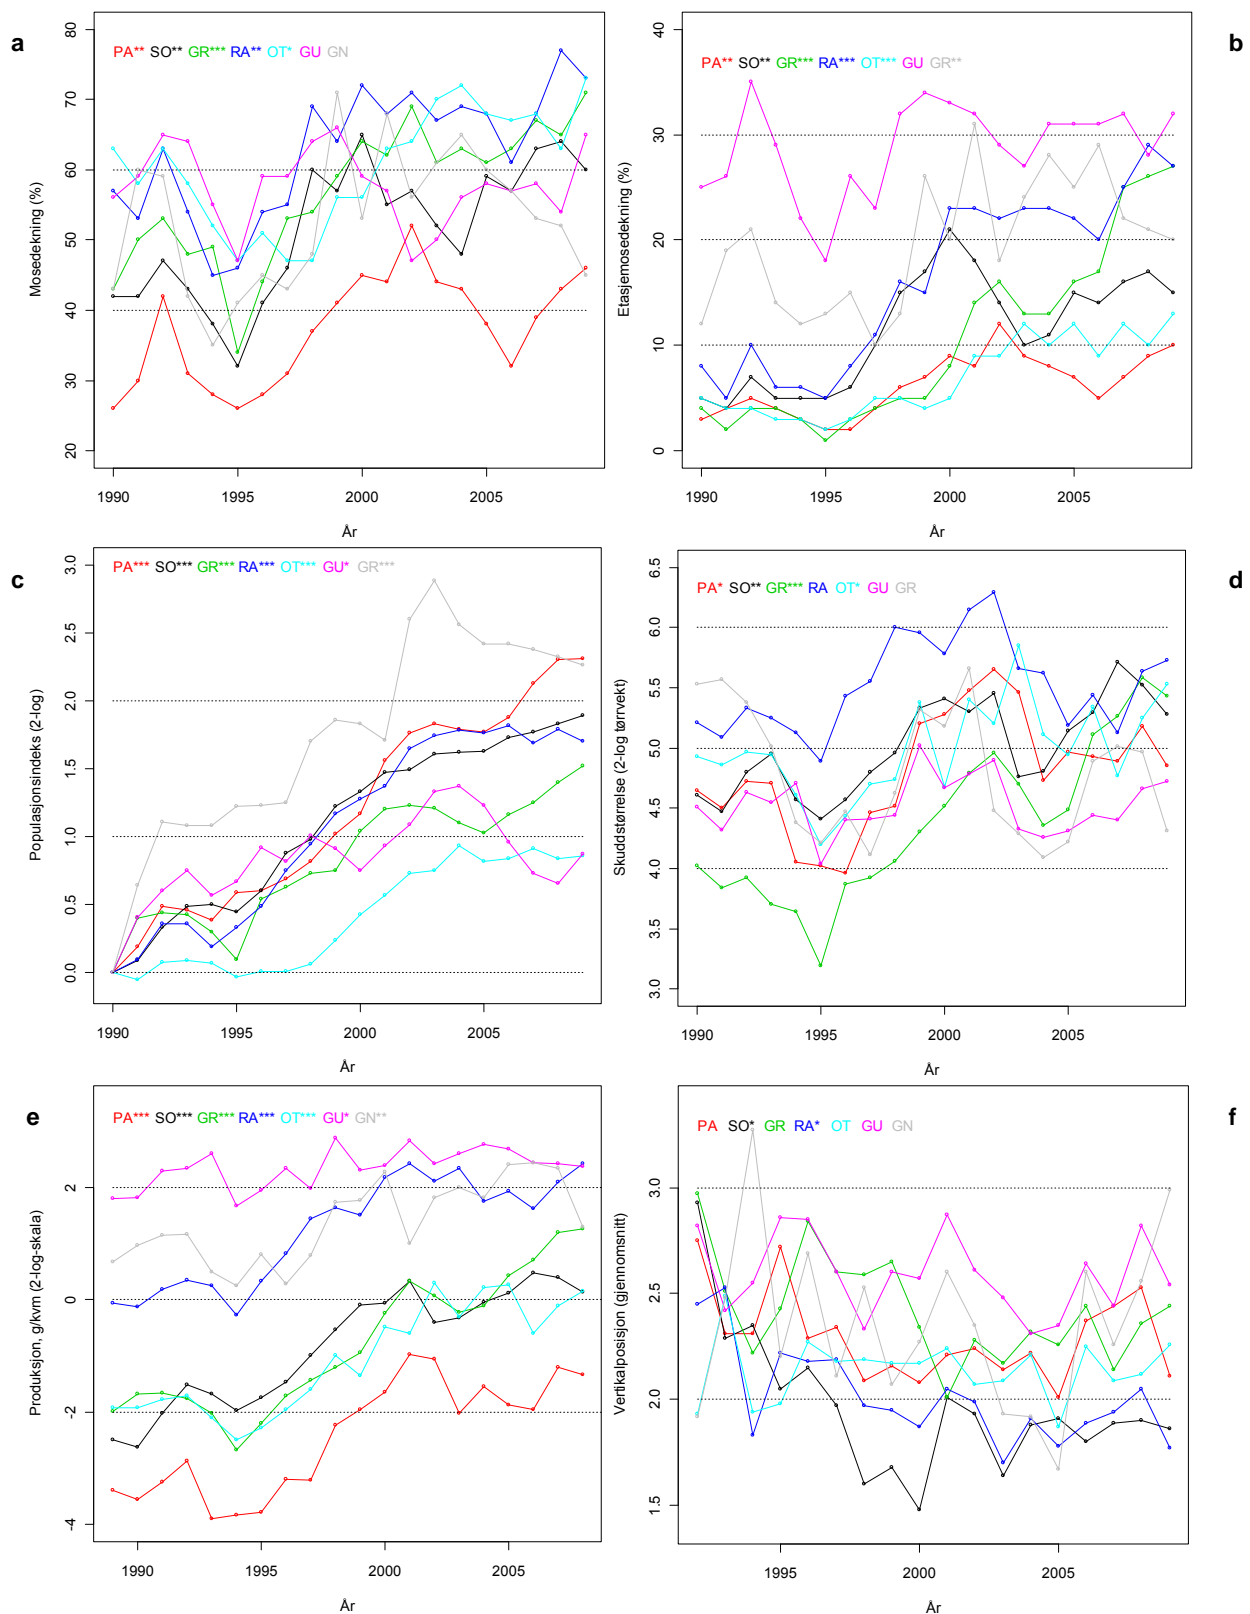 a
PA** SO** GR*** RA** OT* GU GN
Mosedekning (%)
80
70
60
50
40
30
20
1990 1995 2000 2005
År
b
PA** SO** GR*** RA*** OT*** GU GR**
Etasjemosedekning (%)
40
30
20
10
0
1990 1995 2000 2005
År
c
PA*** SO*** GR*** RA*** OT*** GU* GR***
Populasjonsindeks (2-log)
3.0
2.5
2.0
1.5
1.0
0.5
0.0
1990 1995 2000 2005
År
d
PA* SO** GR*** RA OT* GU GR
Skuddstørrelse (2-log tørrvekt)
6.5
6.0
5.5
5.0
4.5
4.0
3.5
3.0
1990 1995 2000 2005
År
e
PA*** SO*** GR*** RA*** OT*** GU* GN**
Produksjon, g/kvm (2-log-skala)
2
0
-2
-4
1990 1995 2000 2005
År
f
PA SO* GR RA* OT GU GN
Vertikalposisjon (gjennomsnitt)
3.0
2.5
2.0
1.5
1995 2000 2005
År